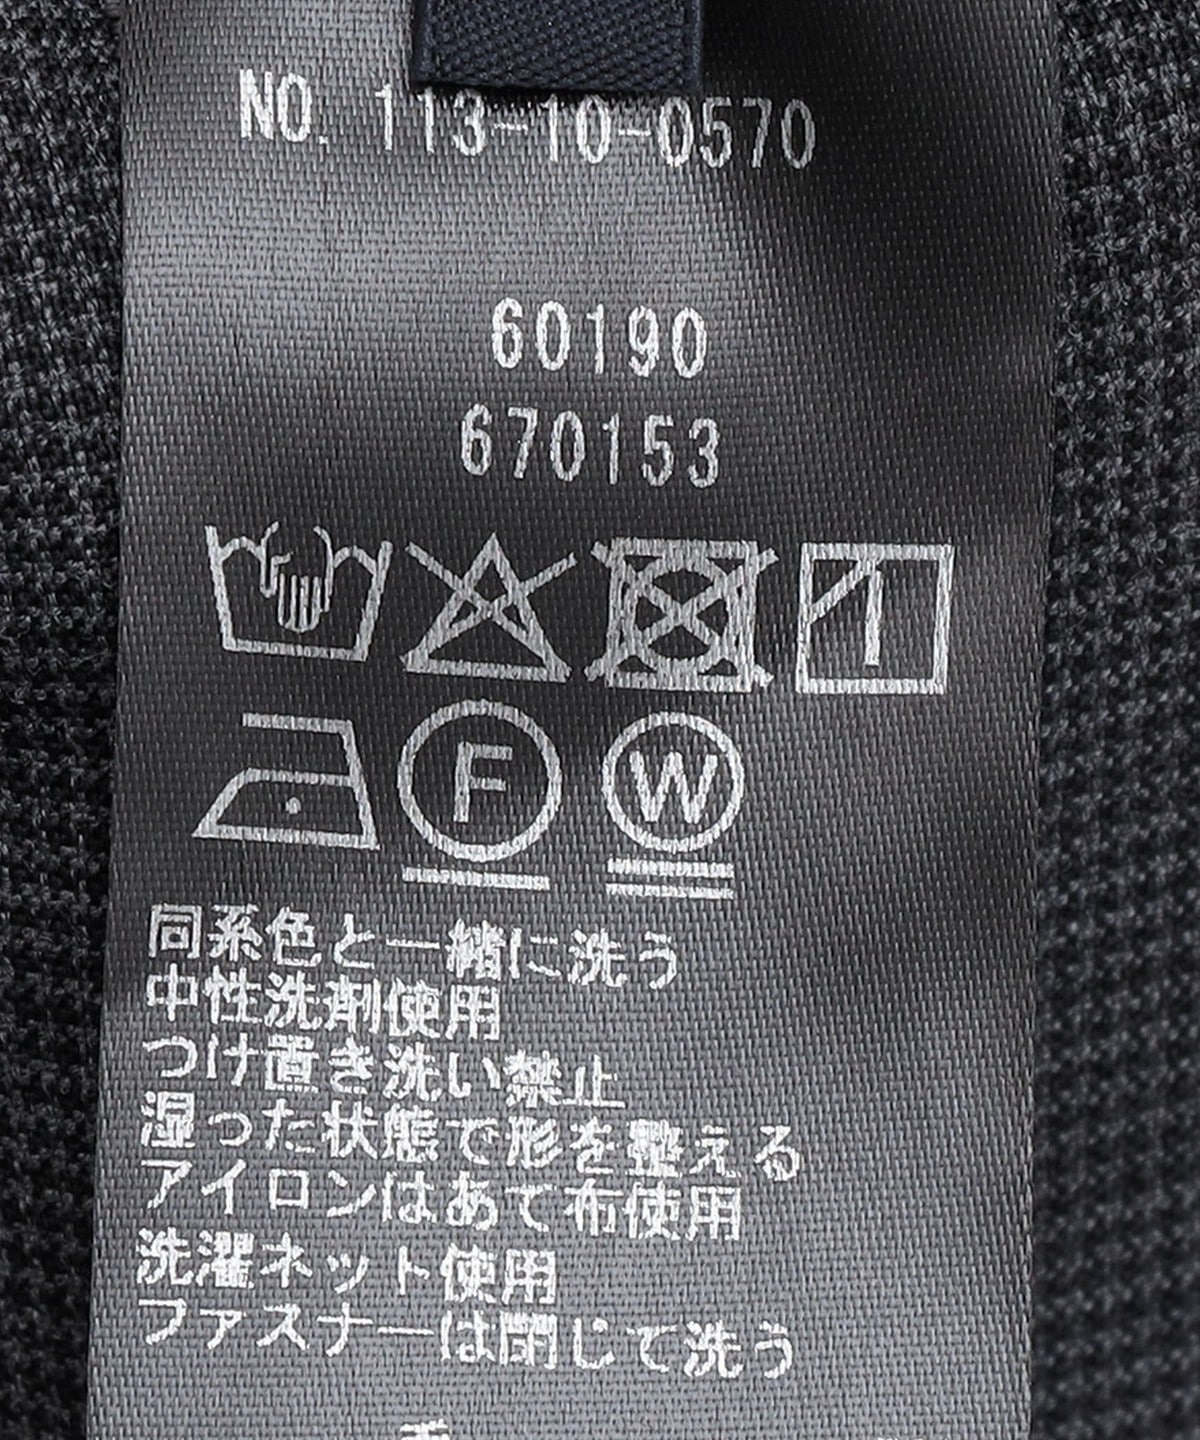 NO. 113-10-0570
60190
670153
F W
同系色と一緒に洗う
中性洗剤使用
つけ置き洗い禁止
湿った状態で形を整える
アイロンはあて布使用
洗濯ネット使用
ファスナーは閉じて洗う